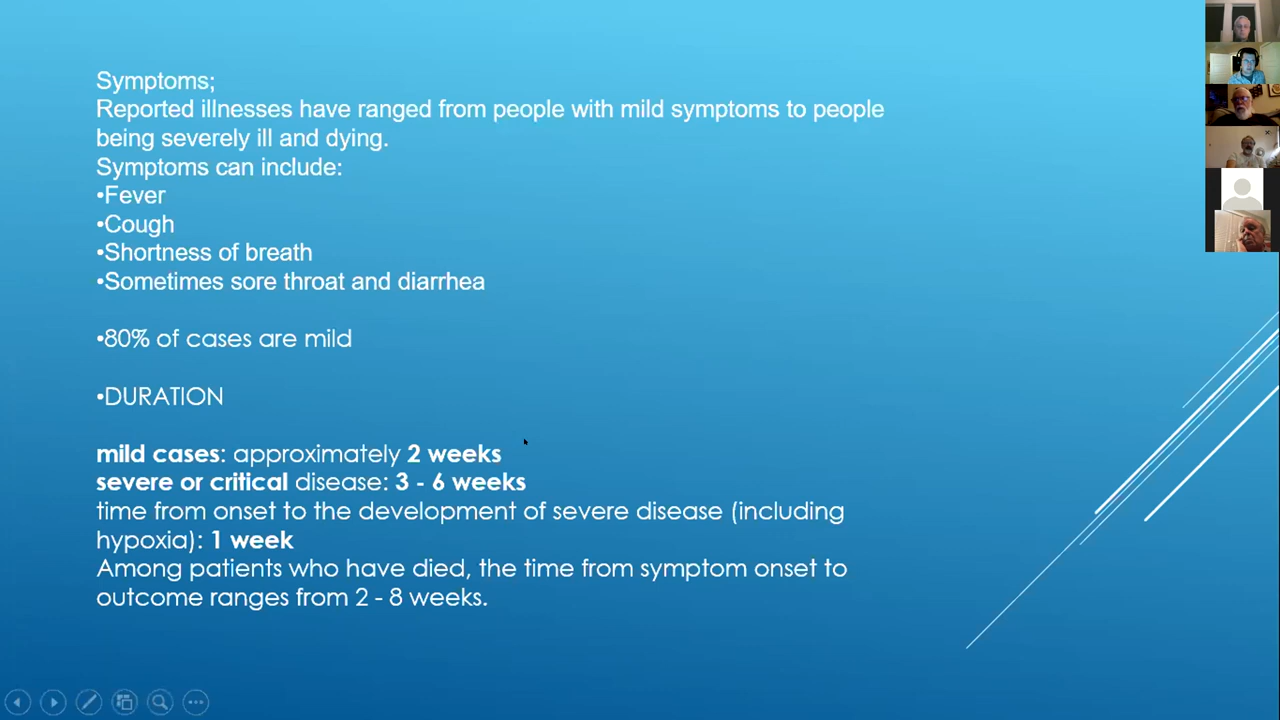 Symptoms;
Reported illnesses have ranged from people with mild symptoms to people
being severely ill and dying.
Symptoms can include:
•Fever
•Cough
•Shortness of breath
•Sometimes sore throat and diarrhea
•80% of cases are mild
•DURATION
mild cases: approximately 2 weeks
severe or critical disease: 3 - 6 weeks
time from onset to the development of severe disease (including
hypoxia): 1 week
Among patients who have died, the time from symptom onset to
outcome ranges from 2 - 8 weeks.